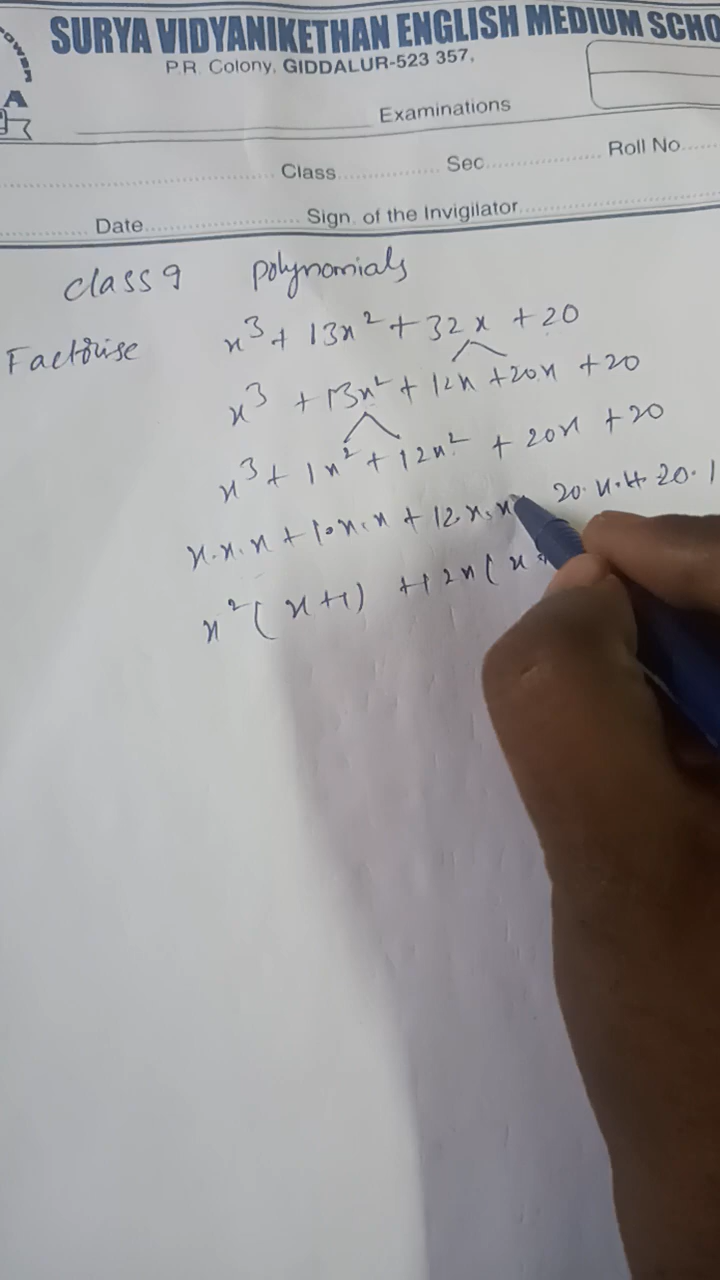 POWER
A
SURYA VIDYANIKETHAN ENGLISH MEDIUM SCHO
P.R. Colony, GIDDALUR-523 357,
Examinations
Class Sec Roll No
Date Sign. of the Invigilator
class 9 polynomials
Factorise x³ + 13x² + 32x + 20
x³ + 13x² + 12x + 20x + 20
x³ + 1x² + 12x² + 20x + 20
x.x.x + 1.x.x + 12.x.x 20.x.+ 20.1
x²(x+1) +12x(x